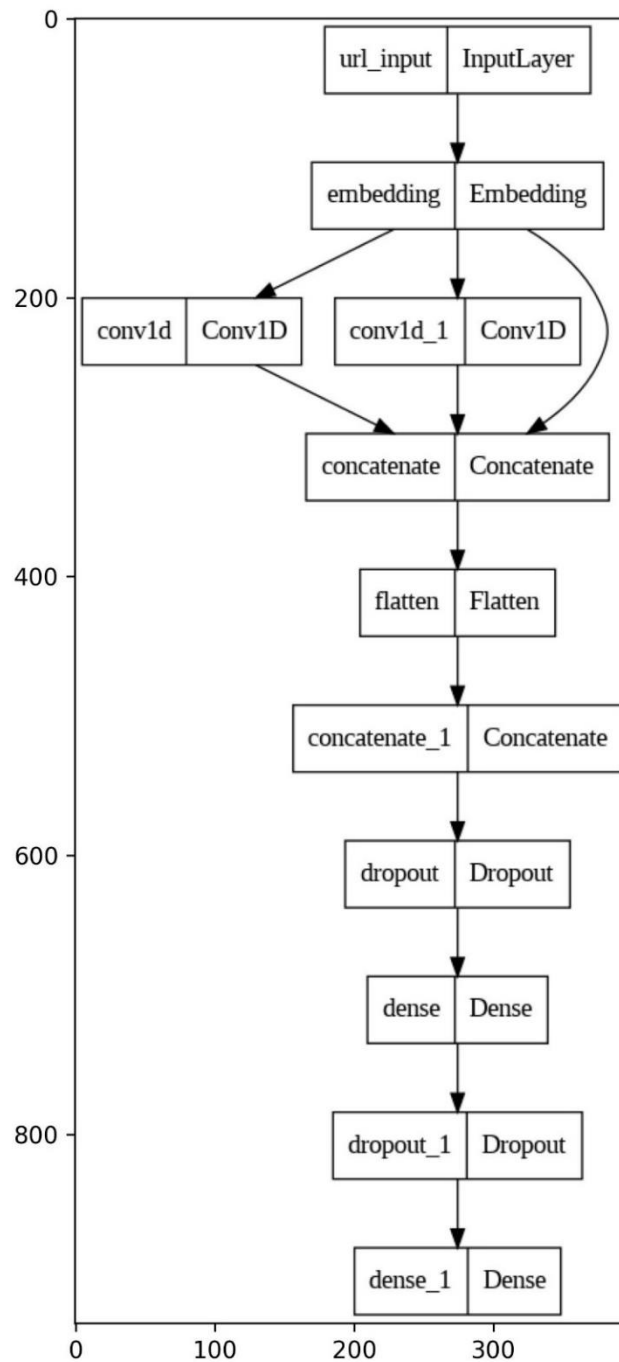 0
url_input InputLayer
embedding Embedding
200
conv1d Conv1D conv1d_1 Conv1D
concatenate Concatenate
400
flatten Flatten
concatenate_1 Concatenate
600
dropout Dropout
dense Dense
800
dropout_1 Dropout
dense_1 Dense
0 100 200 300